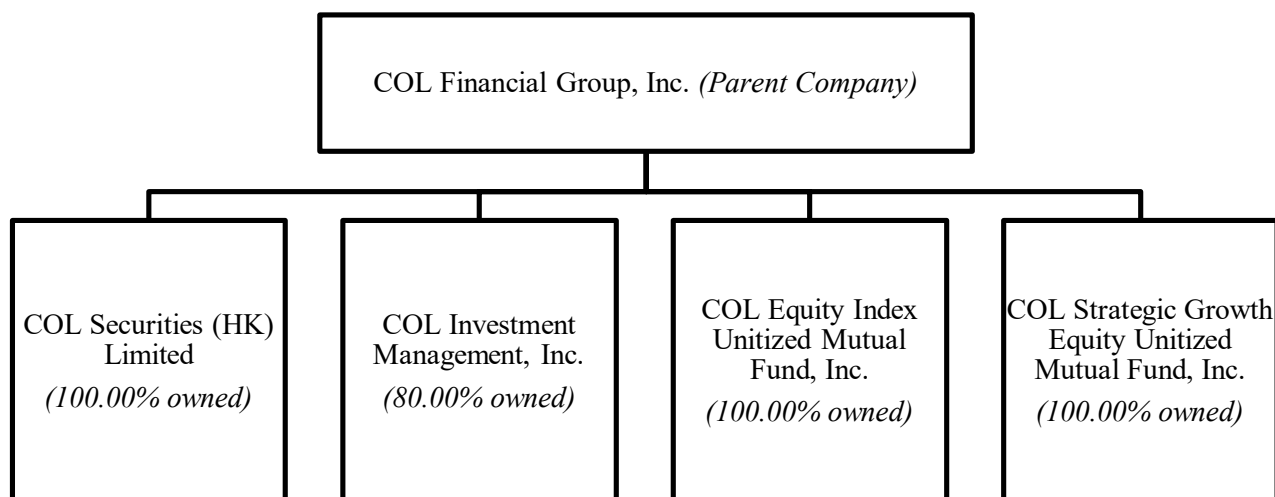 COL Financial Group, Inc. (Parent Company)
COL Securities (HK)
Limited
(100.00% owned)
COL Investment
Management, Inc.
(80.00% owned)
COL Equity Index
Unitized Mutual
Fund, Inc.
(100.00% owned)
COL Strategic Growth
Equity Unitized
Mutual Fund, Inc.
(100.00% owned)